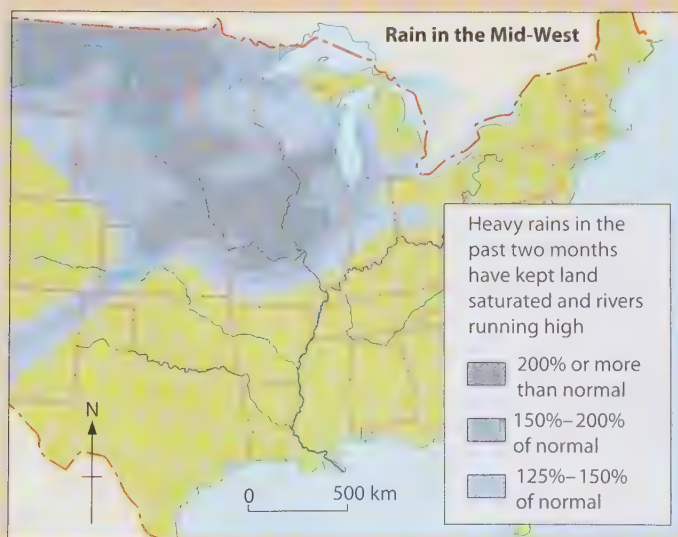 Rain in the Mid-West
Heavy rains in the
past two months
have kept land
saturated and rivers
running high
200% or more
than normal
150%–200%
of normal
125%–150%
of normal
N
0 500 km